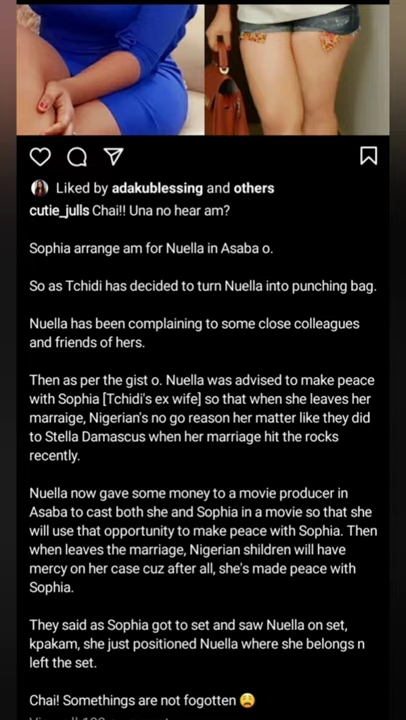 Liked by adakublessing and others
cutie_julls Chai!! Una no hear am?
Sophia arrange am for Nuella in Asaba o.
So as Tchidi has decided to turn Nuella into punching bag.
Nuella has been complaining to some close colleagues
and friends of hers.
Then as per the gist o. Nuella was advised to make peace
with Sophia [Tchidi's ex wife] so that when she leaves her
marraige, Nigerian's no go reason her matter like they did
to Stella Damascus when her marriage hit the rocks
recently.
Nuella now gave some money to a movie producer in
Asaba to cast both she and Sophia in a movie so that she
will use that opportunity to make peace with Sophia. Then
when leaves the marriage, Nigerian shildren will have
mercy on her case cuz after all, she's made peace with
Sophia.
They said as Sophia got to set and saw Nuella on set,
kpakam, she just positioned Nuella where she belongs n
left the set.
Chai! Somethings are not fogotten 😩